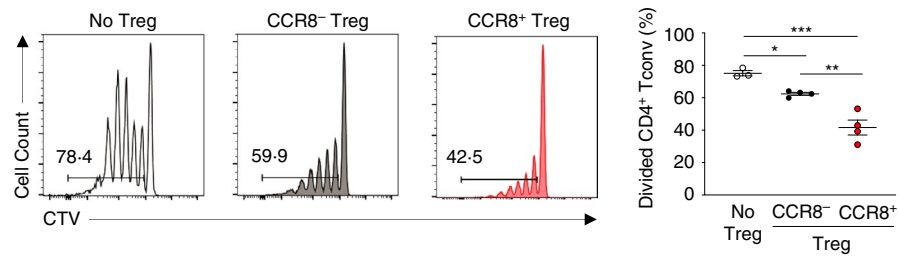 No Treg
CCR8⁻ Treg
CCR8⁺ Treg
Cell Count
78·4
59·9
42·5
CTV
Divided CD4⁺ Tconv (%)
100
80
60
40
20
0
***
*
**
No Treg
CCR8⁻
CCR8⁺
Treg